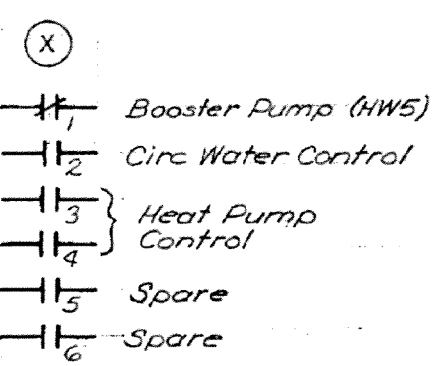 X
1 Booster Pump (HW5)
2 Circ Water Control
3 Heat Pump
4 Control
5 Spare
6 Spare